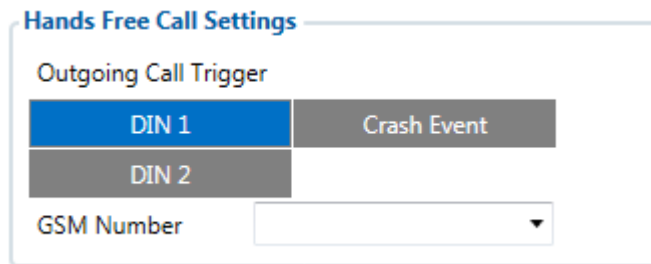 Hands Free Call Settings
Outgoing Call Trigger
DIN 1 Crash Event
DIN 2
GSM Number